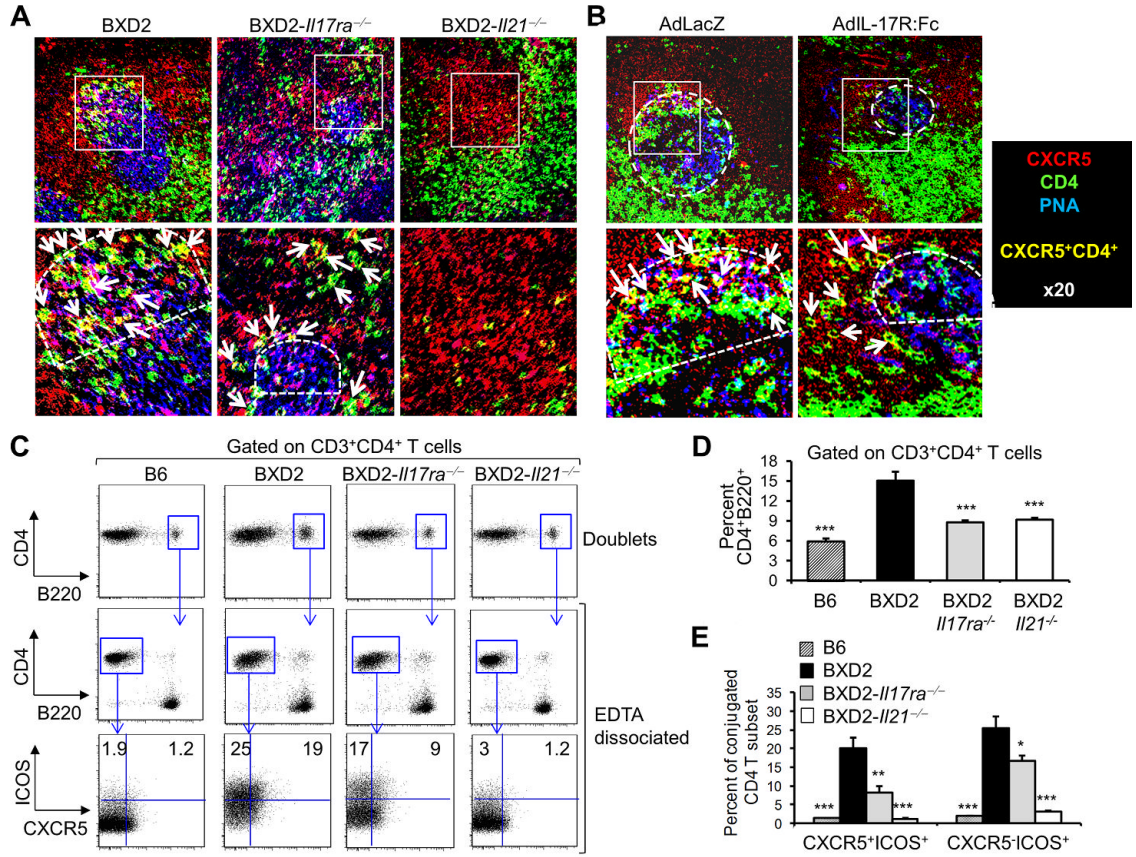 A
BXD2
BXD2-Il17ra−/−
BXD2-Il21−/−
B
AdLacZ
AdIL-17R:Fc
CXCR5
CD4
PNA
CXCR5+CD4+
x20
C
Gated on CD3+CD4+ T cells
B6
BXD2
BXD2-Il17ra−/−
BXD2-Il21−/−
CD4
B220
Doublets
CD4
B220
EDTA
dissociated
1.9
1.2
25
19
17
9
3
1.2
ICOS
CXCR5
D
Gated on CD3+CD4+ T cells
Percent
CD4+B220+
18
15
12
9
6
3
0
***
***
***
B6
BXD2
BXD2
Il17ra-/-
BXD2
Il21-/-
E
B6
BXD2
BXD2-Il17ra−/−
BXD2-Il21−/−
Percent of conjugated
CD4 T subset
35
30
25
20
15
10
5
0
***
**
***
***
*
***
CXCR5+ICOS+
CXCR5-ICOS+